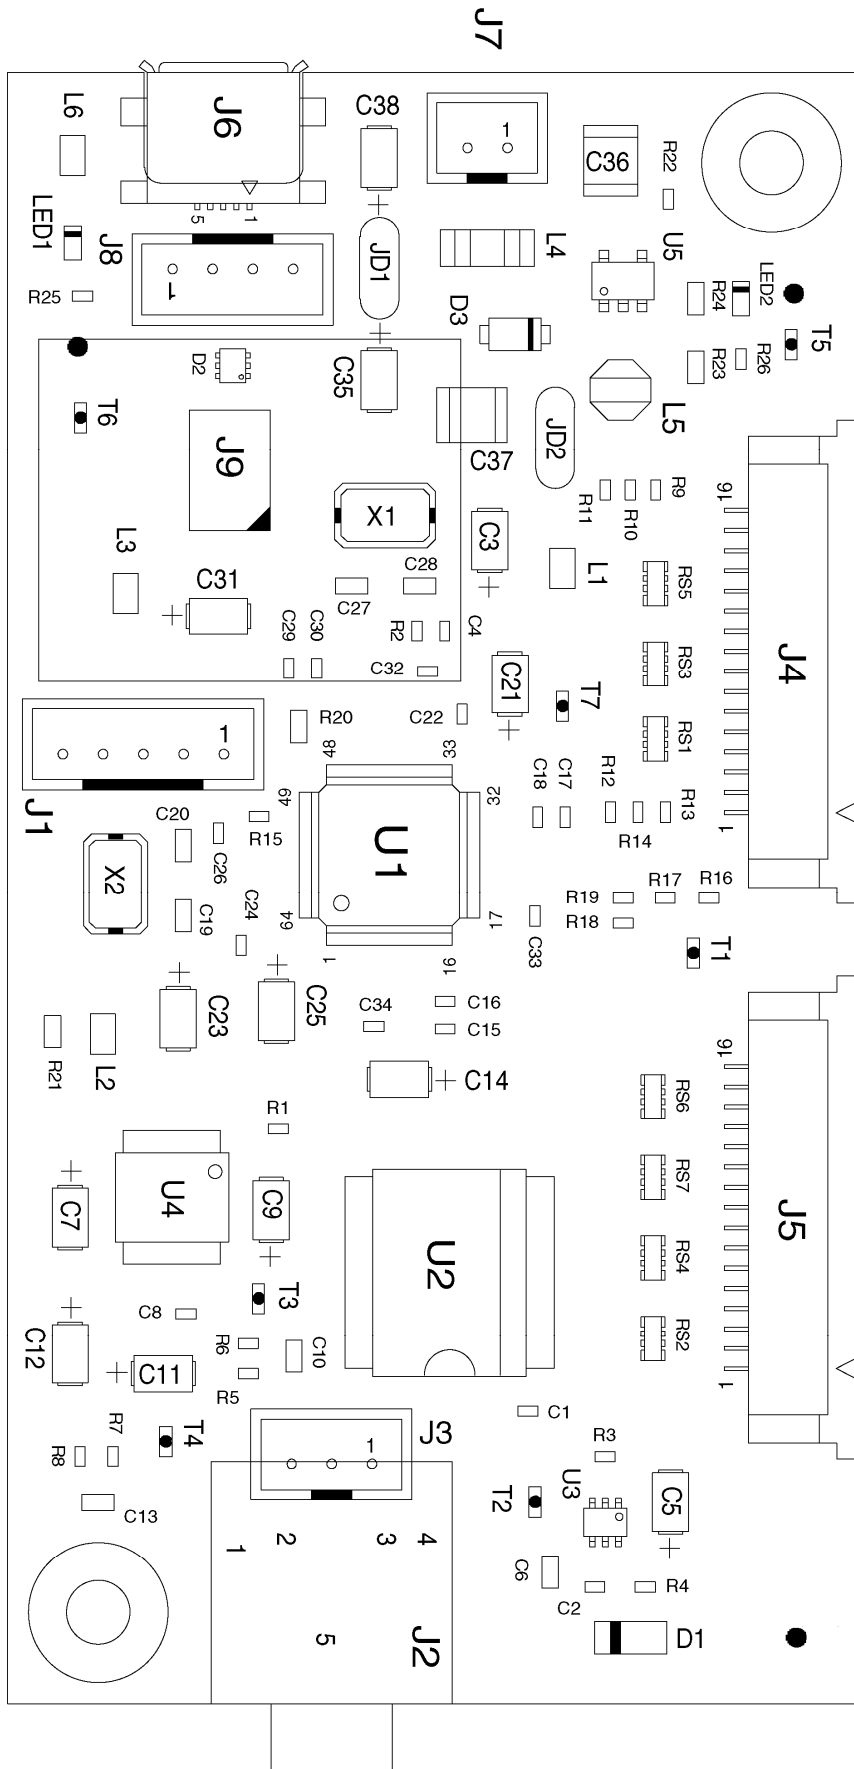 J7
L6
J6
C38
1
C36
R22
5
1
LED1
J8
JD1
L4
U5
1
R25
R24
LED2
D3
T5
D2
C35
R23
R26
T6
J9
C37
JD2
L5
X1
C3
R11
R10
R9
16
L3
C31
C28
C27
L1
RS5
C29
C30
R2
C4
C32
C21
T7
RS3
J4
R20
C22
RS1
1
48
33
J1
C20
49
32
C18
C17
R12
R14
R13
1
R15
C26
U1
X2
C19
C24
64
17
C33
R19
R17
R16
R18
T1
1
16
C23
C25
C34
C16
C15
16
R21
L2
C14
RS6
R1
C7
U4
C9
RS7
J5
U2
T3
RS4
C8
C12
C11
R6
C10
R5
RS2
1
C1
R8
R7
T4
J3
1
R3
C13
T2
U3
C5
1
2
3
4
C6
C2
R4
5
J2
D1